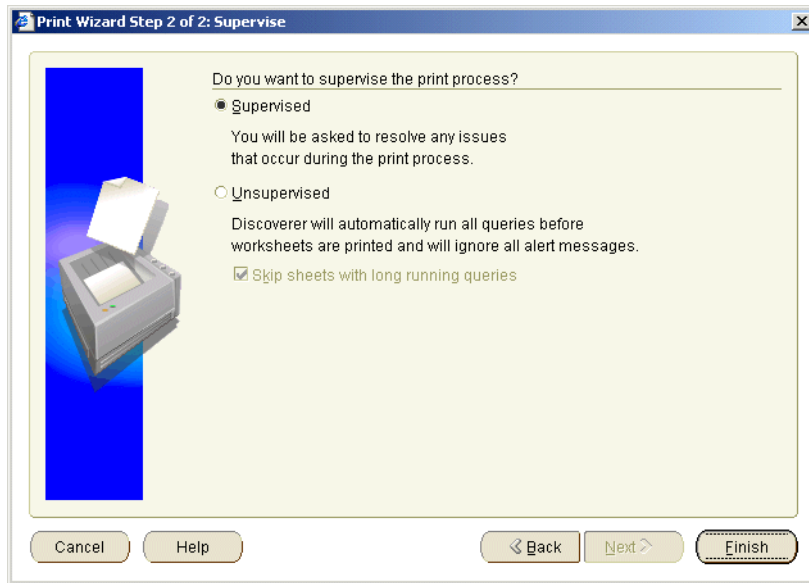 Print Wizard Step 2 of 2: Supervise
Do you want to supervise the print process?
Supervised
You will be asked to resolve any issues
that occur during the print process.
Unsupervised
Discoverer will automatically run all queries before
worksheets are printed and will ignore all alert messages.
Skip sheets with long running queries
Cancel Help Back Next Finish